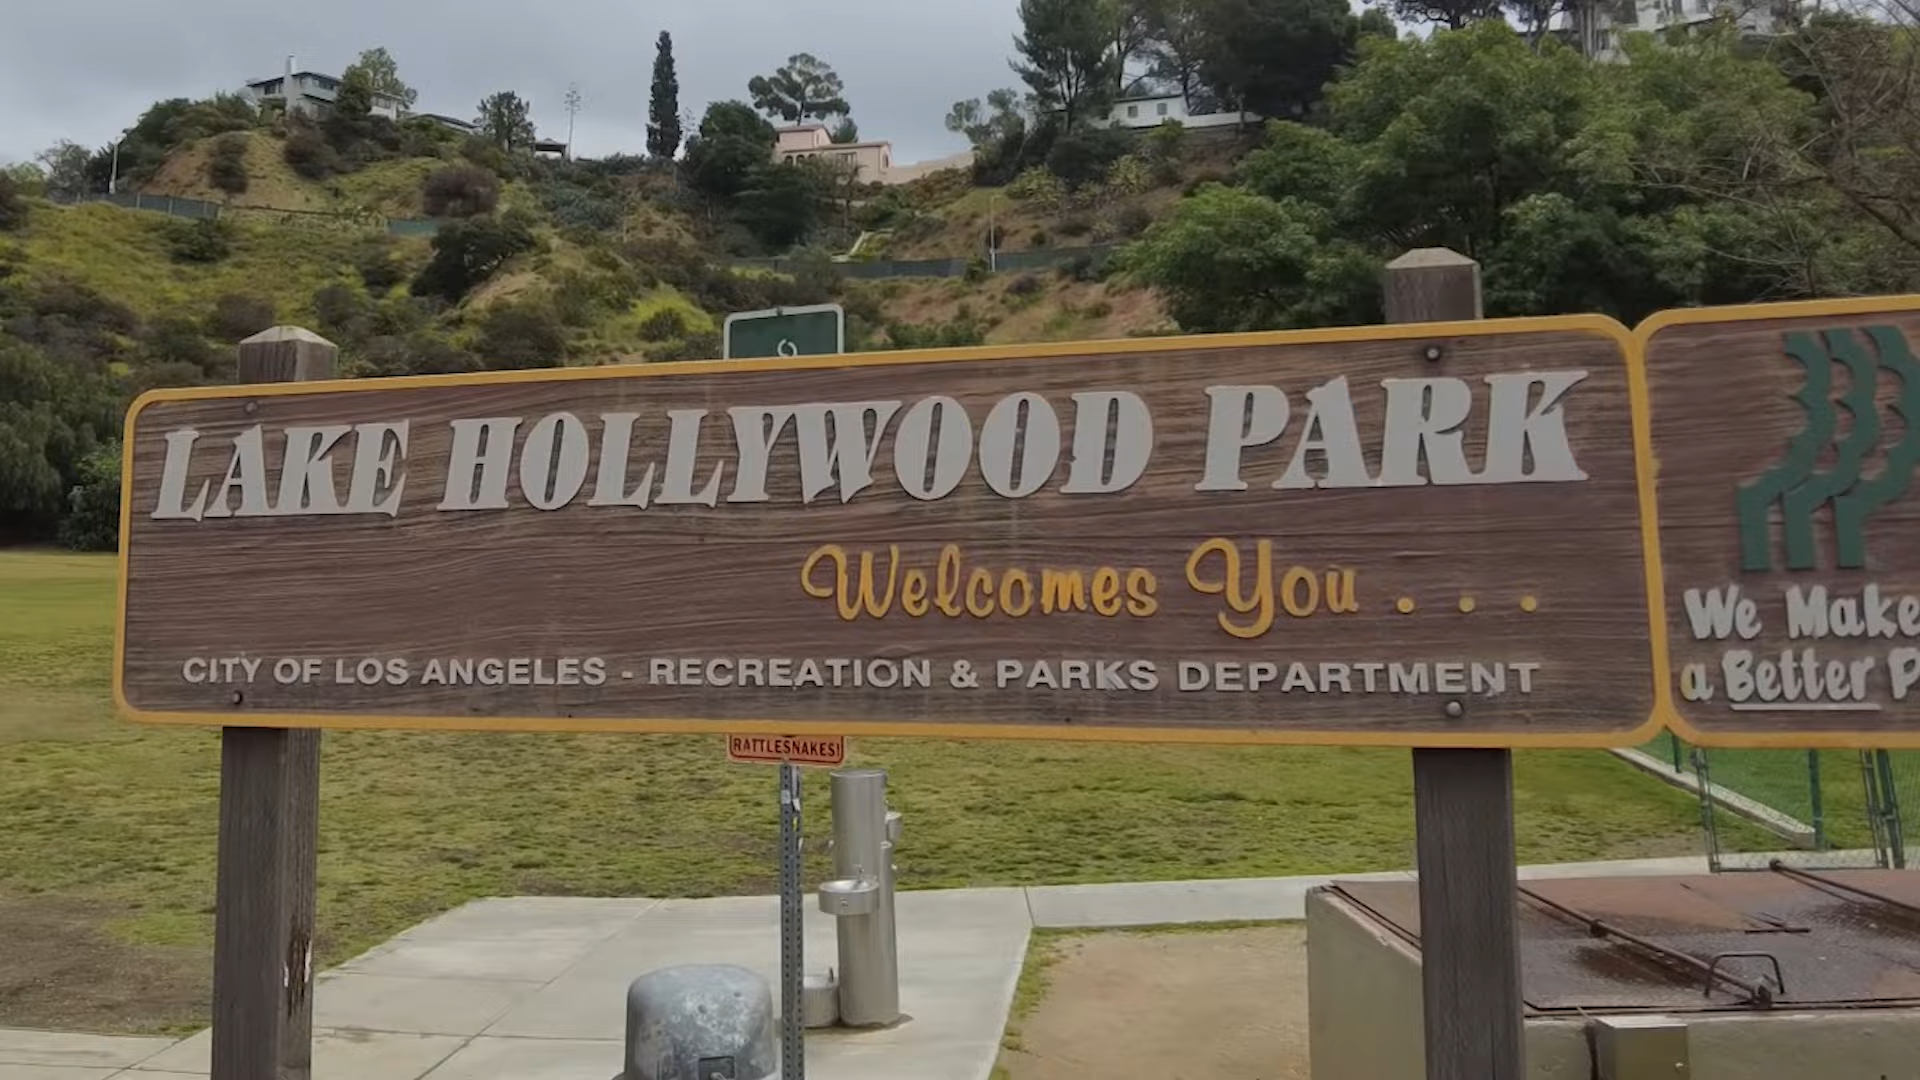 LAKE HOLLYWOOD PARK
Welcomes You . . .
CITY OF LOS ANGELES - RECREATION & PARKS DEPARTMENT
We Make
a Better
RATTLESNAKES!